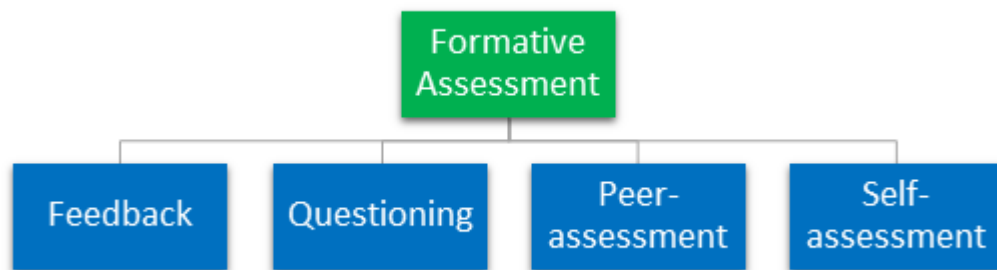 Formative
Assessment
Feedback
Questioning
Peer-
assessment
Self-
assessment